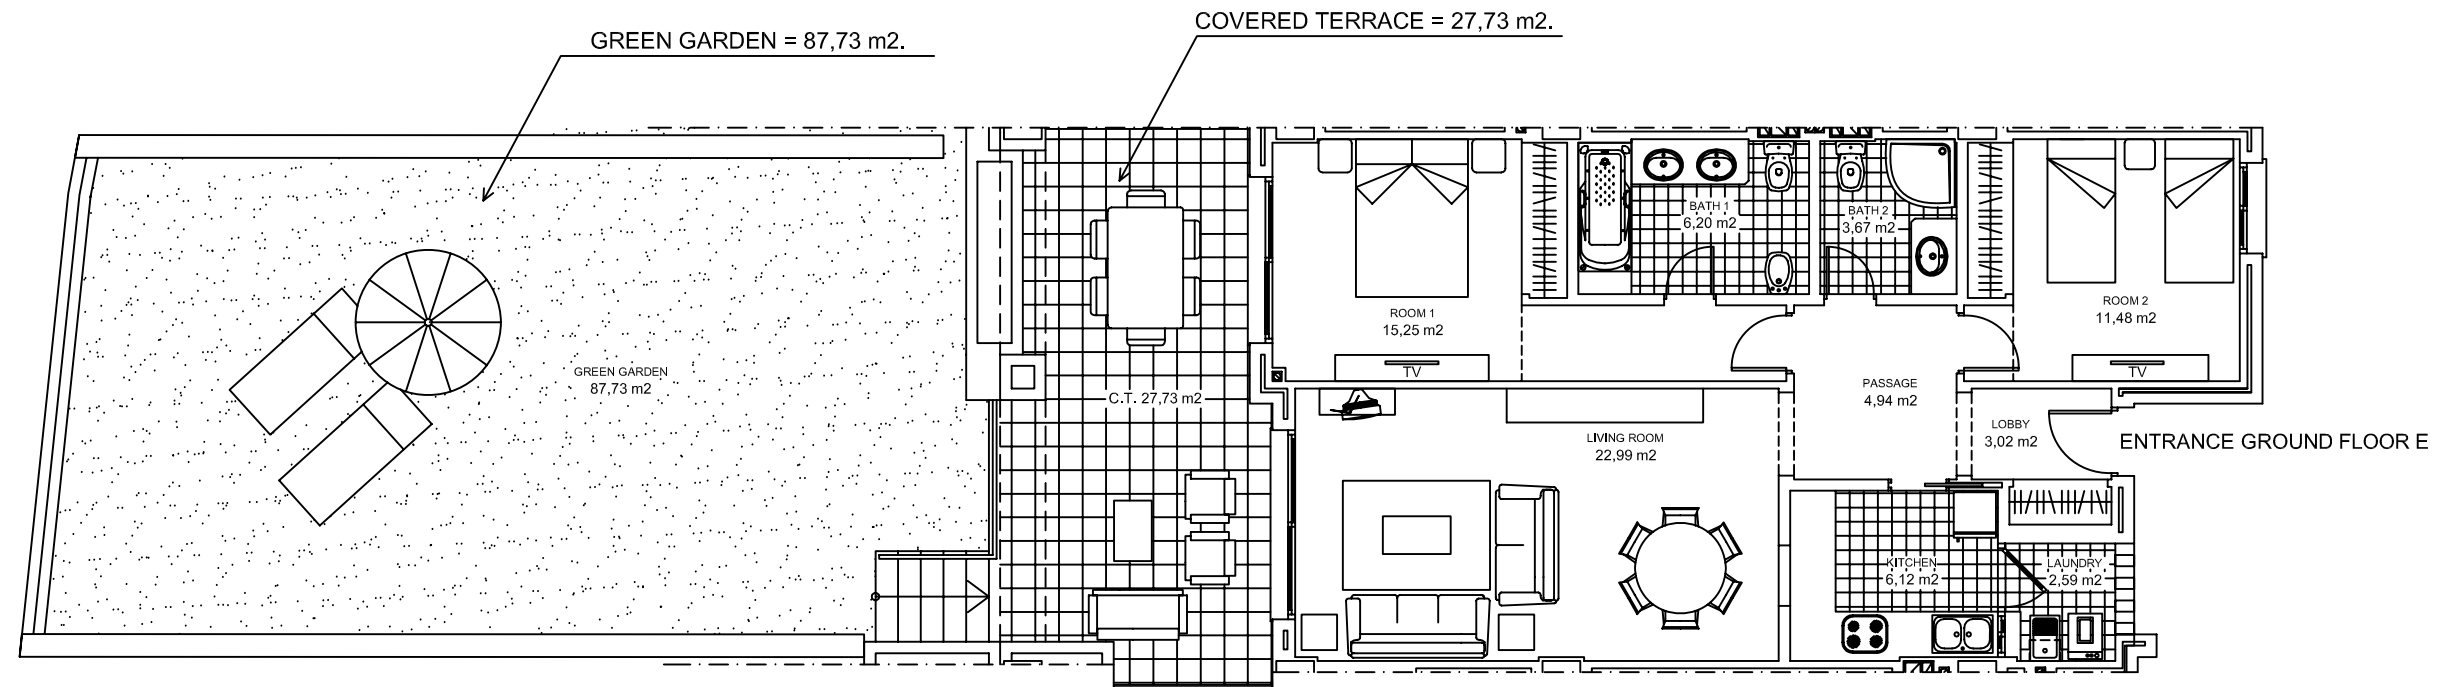 COVERED TERRACE = 27,73 m2.
GREEN GARDEN = 87,73 m2.
BATH 1
6,20 m2
BATH 2
3,67 m2
ROOM 1
15,25 m2
ROOM 2
11,48 m2
GREEN GARDEN
87,73 m2
TV
TV
C.T. 27,73 m2
PASSAGE
4,94 m2
LOBBY
3,02 m2
ENTRANCE GROUND FLOOR E
LIVING ROOM
22,99 m2
KITCHEN
6,12 m2
LAUNDRY
2,59 m2